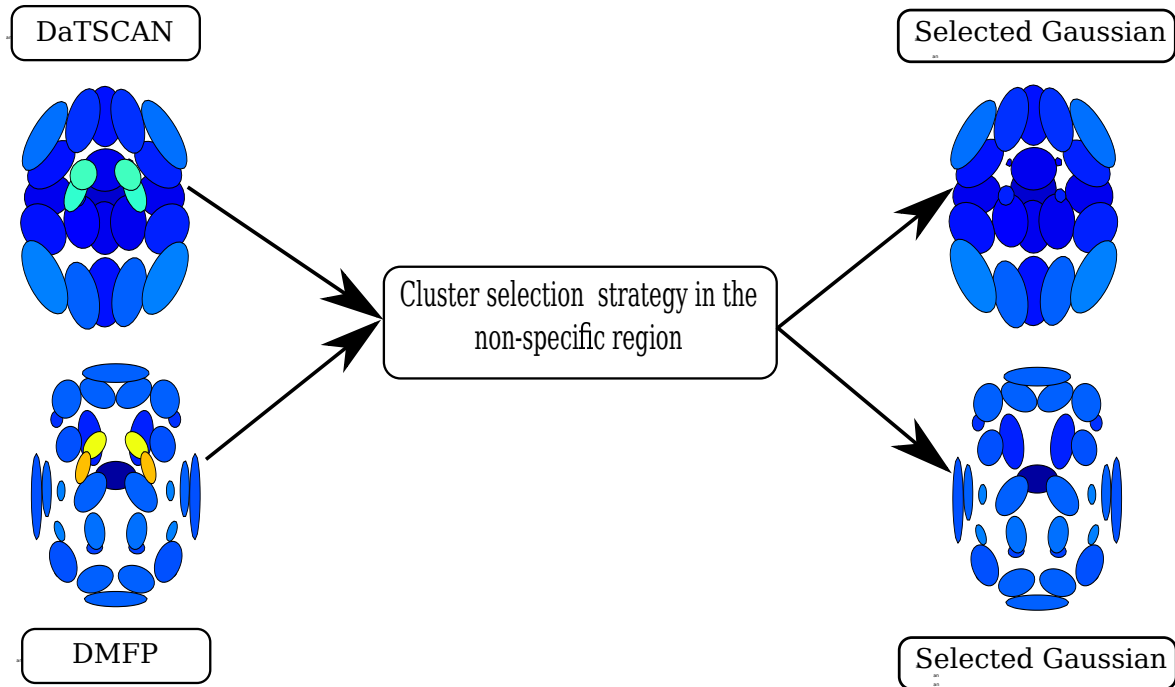 DaTSCAN
Selected Gaussian
Cluster selection strategy in the
non-specific region
DMFP
Selected Gaussian